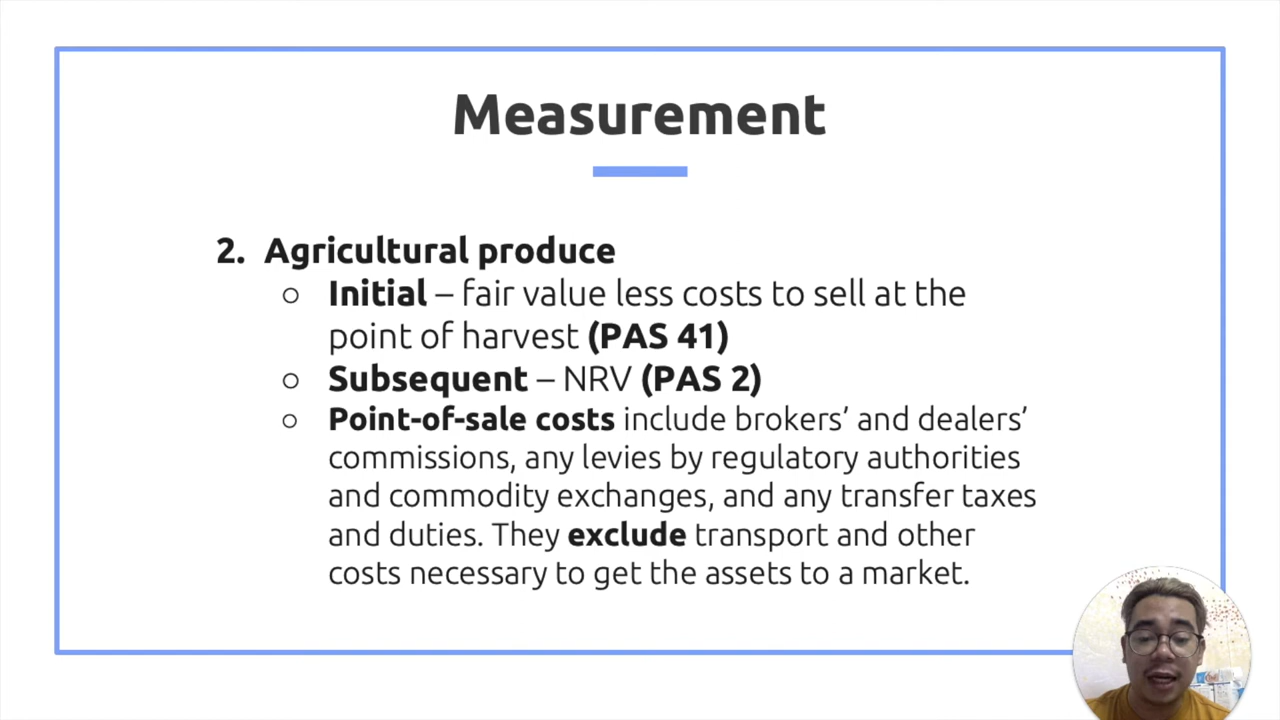 Measurement
2. Agricultural produce
○ Initial – fair value less costs to sell at the
point of harvest (PAS 41)
○ Subsequent – NRV (PAS 2)
○ Point-of-sale costs include brokers’ and dealers’
commissions, any levies by regulatory authorities
and commodity exchanges, and any transfer taxes
and duties. They exclude transport and other
costs necessary to get the assets to a market.